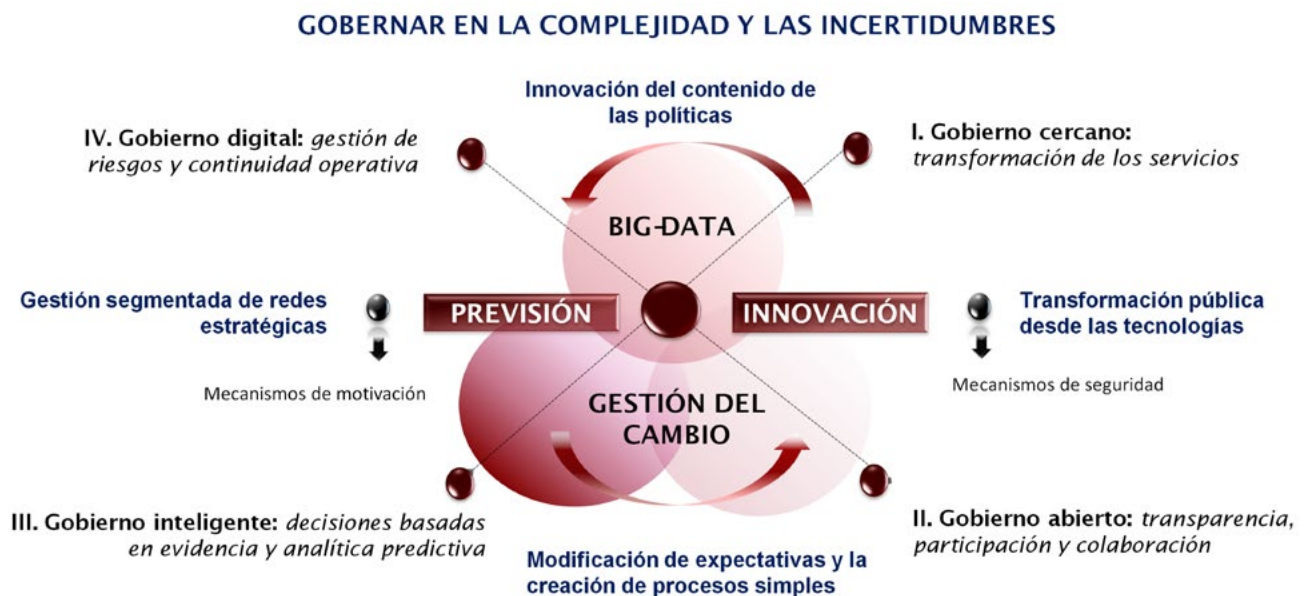 GOBERNAR EN LA COMPLEJIDAD Y LAS INCERTIDUMBRES
Innovación del contenido de
las políticas
IV. Gobierno digital: gestión de
riesgos y continuidad operativa
I. Gobierno cercano:
transformación de los servicios
BIG-DATA
Gestión segmentada de redes
estratégicas
PREVISIÓN
INNOVACIÓN
Transformación pública
desde las tecnologías
Mecanismos de motivación
Mecanismos de seguridad
GESTIÓN DEL
CAMBIO
III. Gobierno inteligente: decisiones basadas
en evidencia y analítica predictiva
II. Gobierno abierto: transparencia,
participación y colaboración
Modificación de expectativas y la
creación de procesos simples